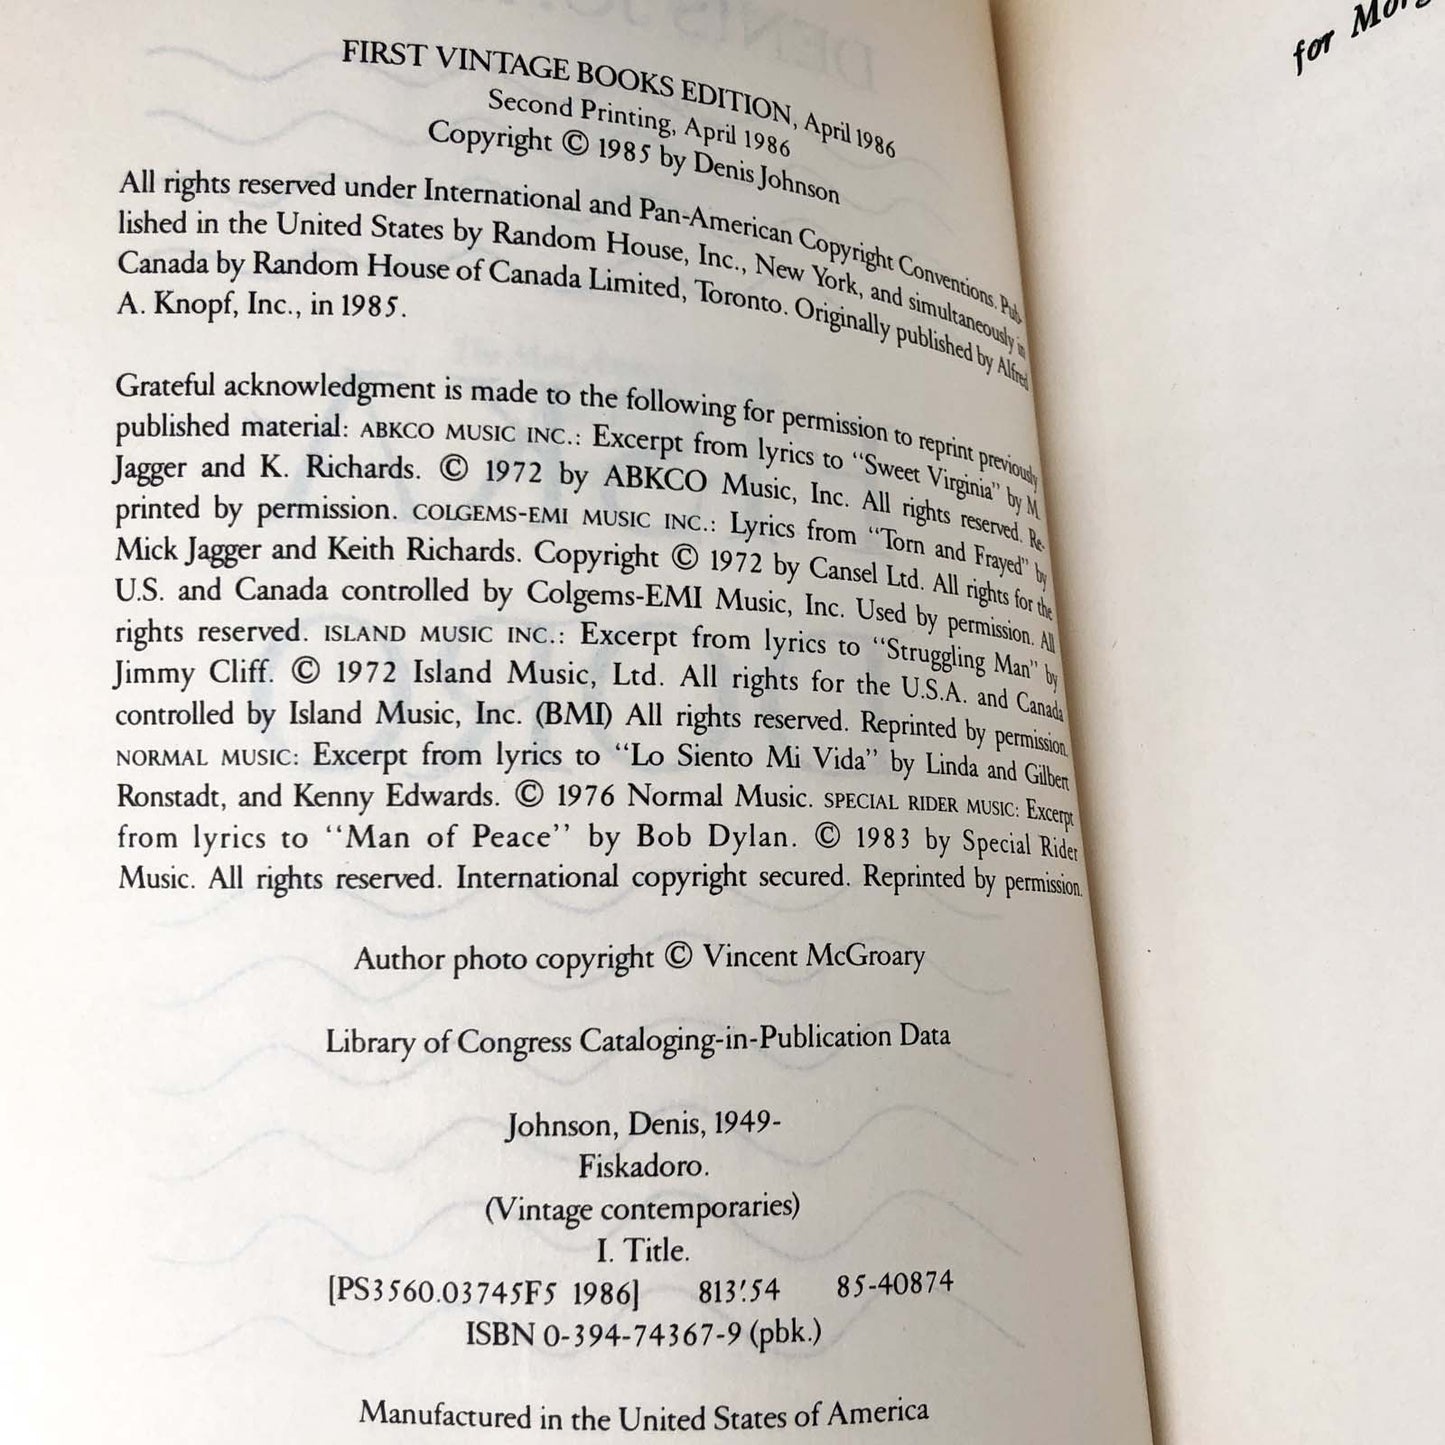 FIRST VINTAGE BOOKS EDITION, April 1986
Second Printing, April 1986
Copyright © 1985 by Denis Johnson
All rights reserved under International and Pan-American Copyright Conventions. Pub-
lished in the United States by Random House, Inc., New York, and simultaneously in
Canada by Random House of Canada Limited, Toronto. Originally published by Alfred
A. Knopf, Inc., in 1985.
Grateful acknowledgment is made to the following for permission to reprint previously
published material: ABKCO MUSIC INC.: Excerpt from lyrics to "Sweet Virginia" by M.
Jagger and K. Richards. © 1972 by ABKCO Music, Inc. All rights reserved. Re-
printed by permission. COLGEMS-EMI MUSIC INC.: Lyrics from "Torn and Frayed" by
Mick Jagger and Keith Richards. Copyright © 1972 by Cansel Ltd. All rights for the
U.S. and Canada controlled by Colgems-EMI Music, Inc. Used by permission. All
rights reserved. ISLAND MUSIC INC.: Excerpt from lyrics to "Struggling Man" by
Jimmy Cliff. © 1972 Island Music, Ltd. All rights for the U.S.A. and Canada
controlled by Island Music, Inc. (BMI) All rights reserved. Reprinted by permission.
NORMAL MUSIC: Excerpt from lyrics to "Lo Siento Mi Vida" by Linda and Gilbert
Ronstadt, and Kenny Edwards. © 1976 Normal Music. SPECIAL RIDER MUSIC: Excerpt
from lyrics to "Man of Peace" by Bob Dylan. © 1983 by Special Rider
Music. All rights reserved. International copyright secured. Reprinted by permission.
Author photo copyright © Vincent McGroary
Library of Congress Cataloging-in-Publication Data
Johnson, Denis, 1949-
Fiskadoro.
(Vintage contemporaries)
I. Title.
[PS3560.03745F5 1986] 813'.54 85-40874
ISBN 0-394-74367-9 (pbk.)
Manufactured in the United States of America
for